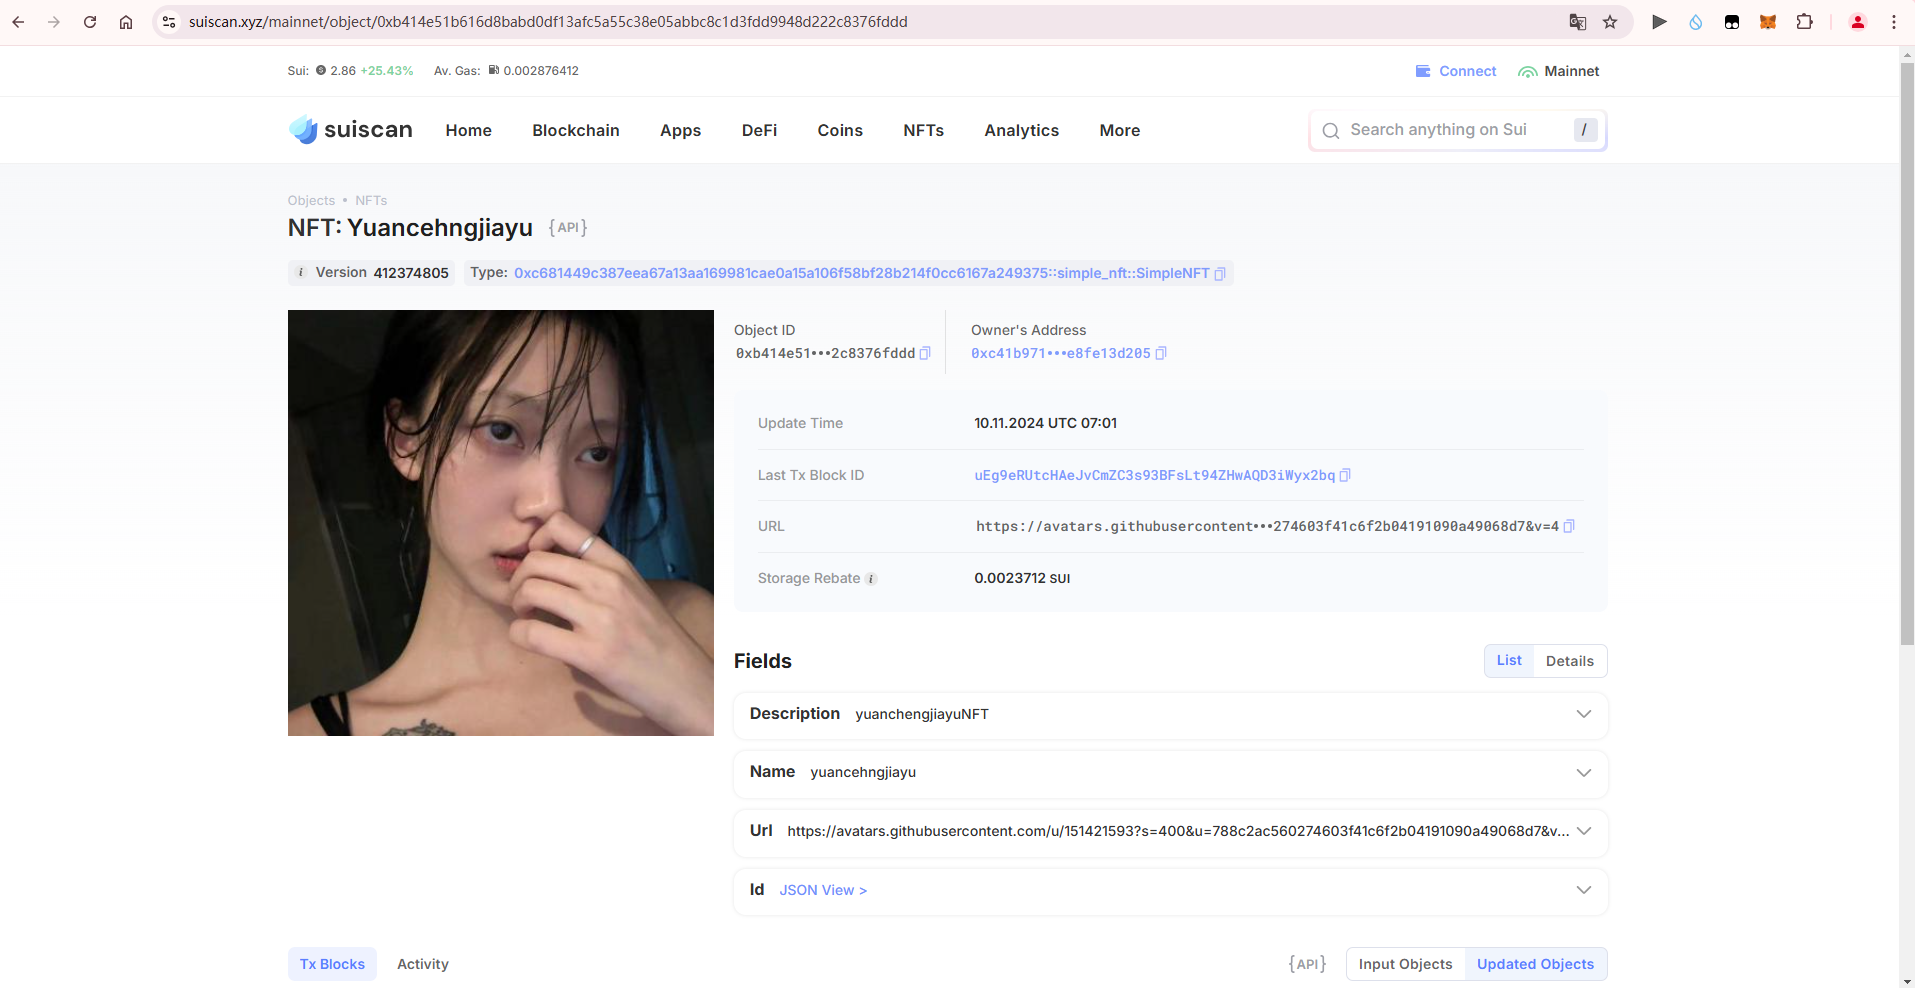 suiscan.xyz/mainnet/object/0xb414e51b616d8babd0df13afc5a55c38e05abbc8c1d3fdd9948d222c8376fddd
Sui: 2.86 +25.43% Av. Gas: 0.002876412
Connect Mainnet
suiscan Home Blockchain Apps DeFi Coins NFTs Analytics More Search anything on Sui /
Objects • NFTs
NFT: Yuancehngjiayu {API}
i Version 412374805 Type: 0xc681449c387eea67a13aa169981cae0a15a106f58bf28b214f0cc6167a249375::simple_nft::SimpleNFT
Object ID Owner's Address
0xb414e51•••2c8376fddd 0xc41b971•••e8fe13d205
Update Time 10.11.2024 UTC 07:01
Last Tx Block ID uEg9eRUtcHAeJvCmZC3s93BFsLt94ZHwAQD3iWyx2bq
URL https://avatars.githubusercontent•••274603f41c6f2b04191090a49068d7&v=4
Storage Rebate i 0.0023712 SUI
Fields List Details
Description yuanchengjiayuNFT
Name yuancehngjiayu
Url https://avatars.githubusercontent.com/u/151421593?s=400&u=788c2ac560274603f41c6f2b04191090a49068d7&v...
Id JSON View >
Tx Blocks Activity {API} Input Objects Updated Objects